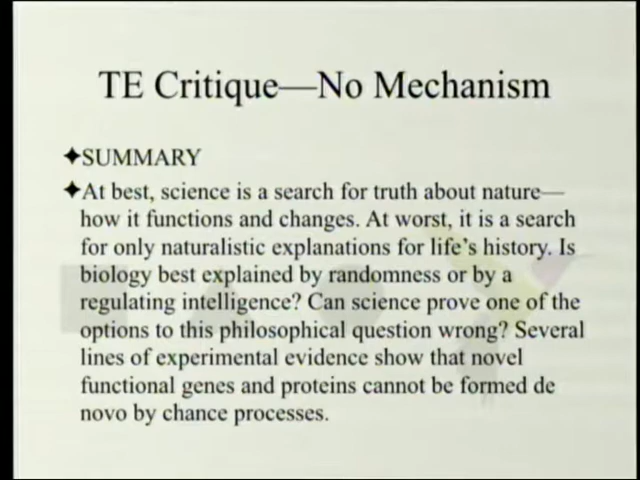 TE Critique—No Mechanism
✦SUMMARY
✦At best, science is a search for truth about nature—
how it functions and changes. At worst, it is a search
for only naturalistic explanations for life's history. Is
biology best explained by randomness or by a
regulating intelligence? Can science prove one of the
options to this philosophical question wrong? Several
lines of experimental evidence show that novel
functional genes and proteins cannot be formed de
novo by chance processes.